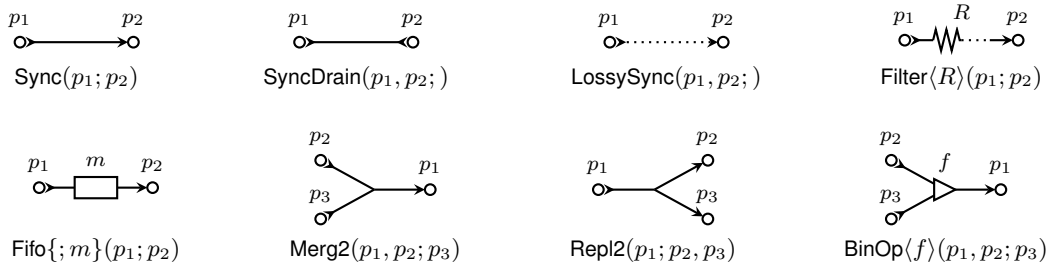 p₁ p₂ p₁ p₂ p₁ p₂ p₁ R p₂
Sync(p₁; p₂) SyncDrain(p₁, p₂; ) LossySync(p₁, p₂; ) Filter⟨R⟩(p₁; p₂)
p₂ p₂ p₂ f
p₁ m p₂ p₁ p₁ p₁
p₃ p₃ p₃
Fifo{; m}(p₁; p₂) Merg2(p₁, p₂; p₃) Repl2(p₁; p₂, p₃) BinOp⟨f⟩(p₁, p₂; p₃)